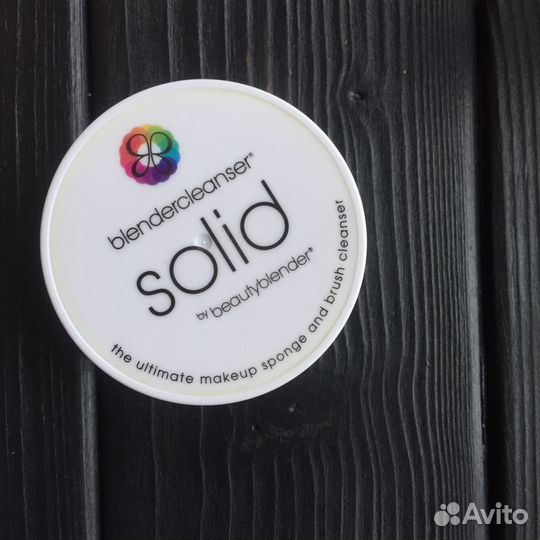 blendercleanser®
solid
by beautyblender®
the ultimate makeup sponge and brush cleanser
Avito